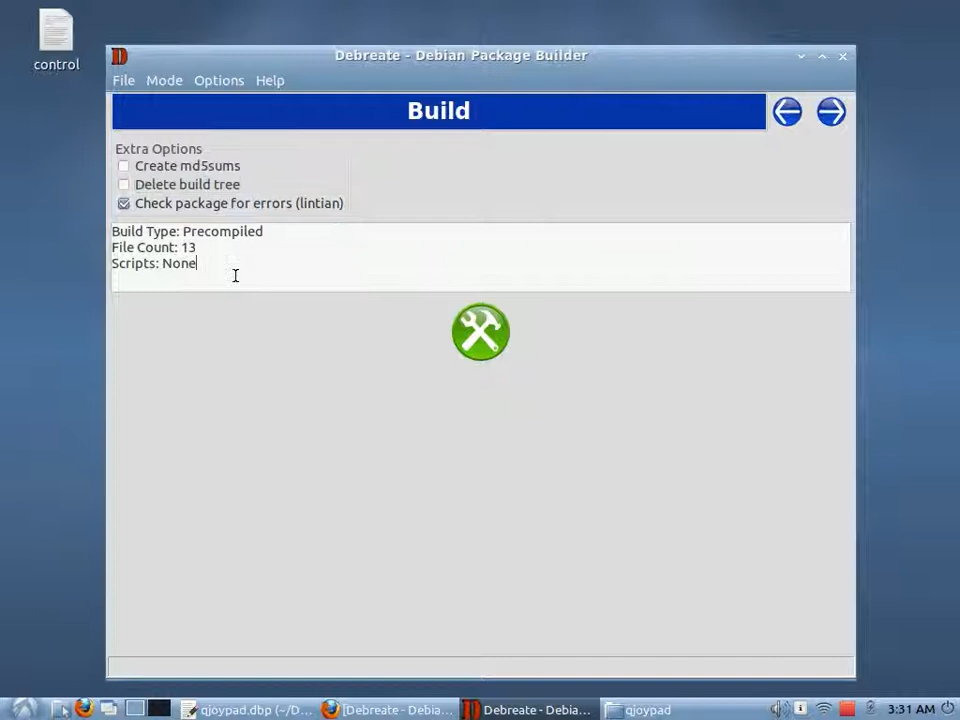 control
Debreate - Debian Package Builder
File Mode Options Help
Build
Extra Options
Create md5sums
Delete build tree
Check package for errors (lintian)
Build Type: Precompiled
File Count: 13
Scripts: None
qjoypad.dbp (~/D... [Debreate - Debia... Debreate - Debia... qjoypad 3:31 AM